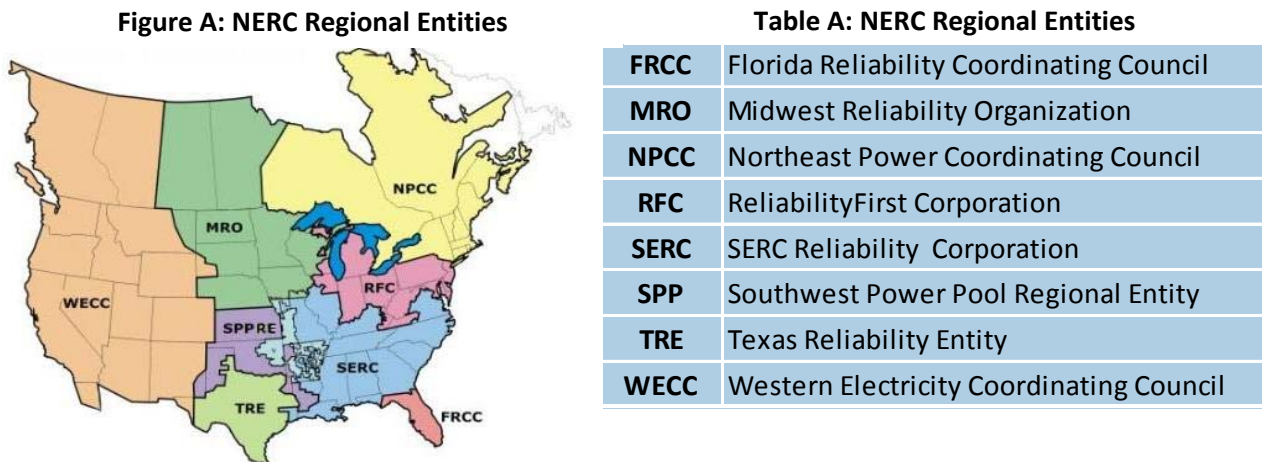 Figure A: NERC Regional Entities
NPCC
MRO
RFC
WECC
SPPRE
SERC
TRE
FRCC
Table A: NERC Regional Entities
FRCC Florida Reliability Coordinating Council
MRO Midwest Reliability Organization
NPCC Northeast Power Coordinating Council
RFC ReliabilityFirst Corporation
SERC SERC Reliability Corporation
SPP Southwest Power Pool Regional Entity
TRE Texas Reliability Entity
WECC Western Electricity Coordinating Council